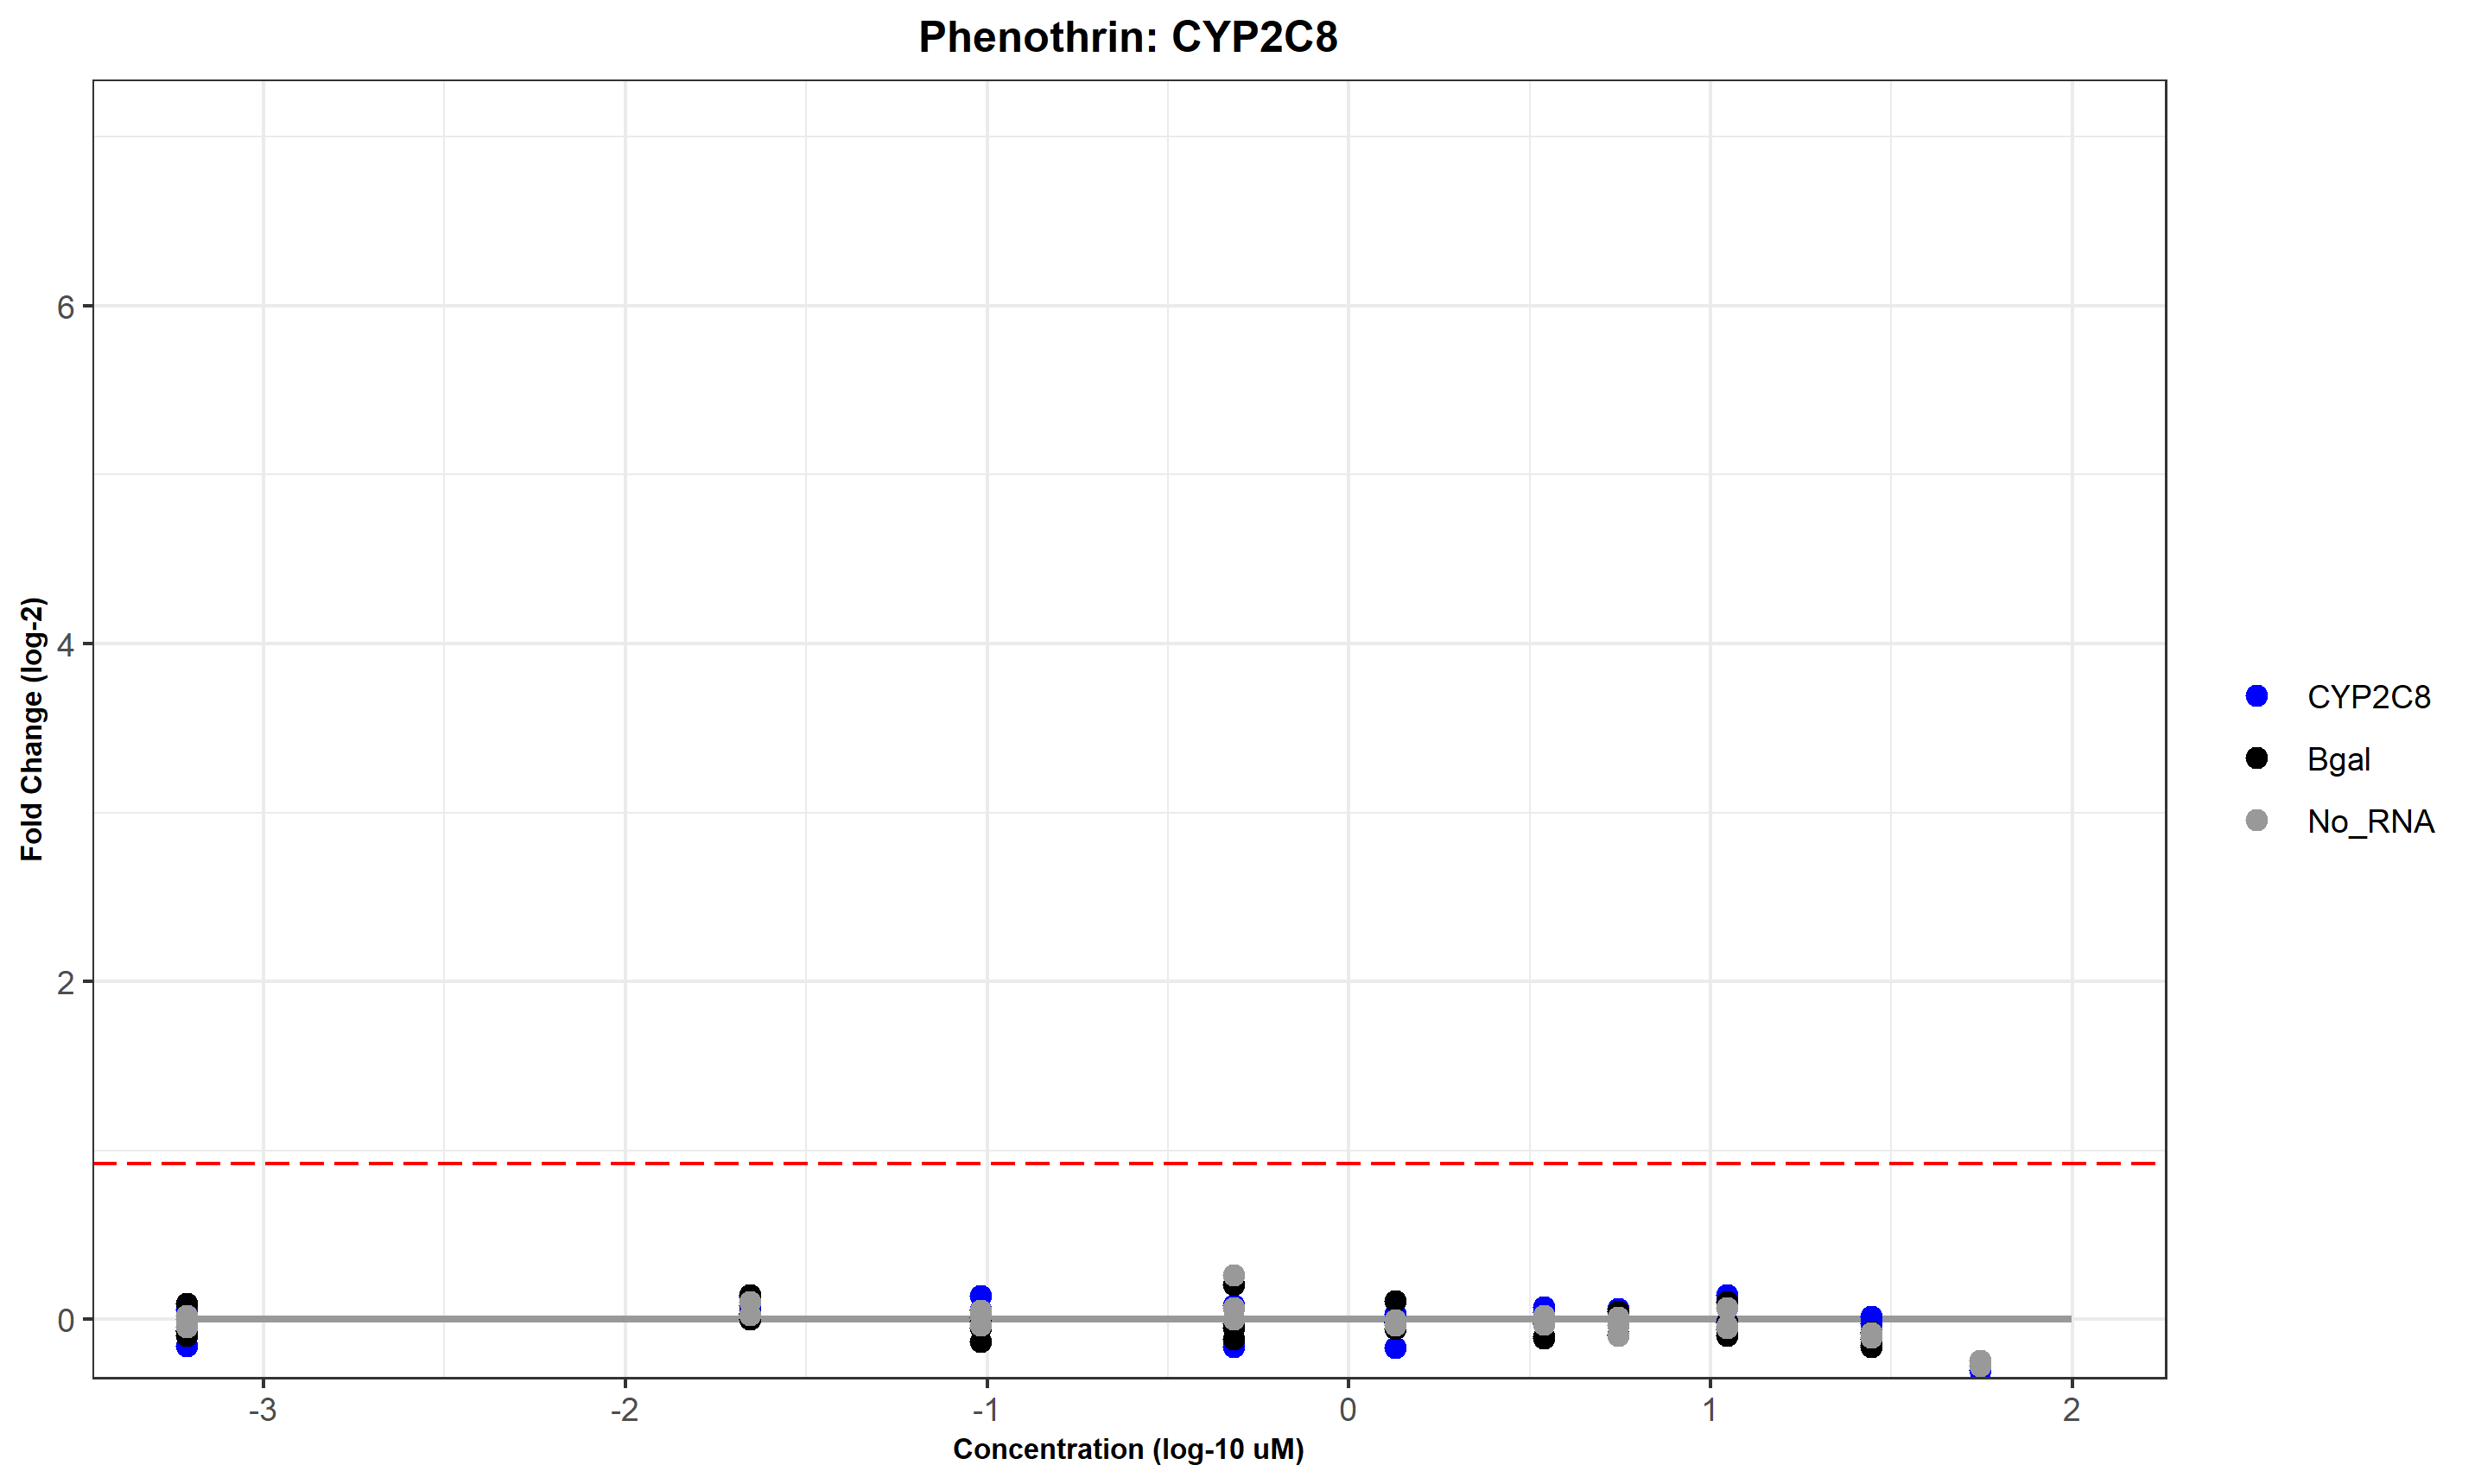 Phenothrin: CYP2C8
Fold Change (log-2)
6
4
2
0
-3
-2
-1
0
1
2
Concentration (log-10 uM)
CYP2C8
Bgal
No_RNA